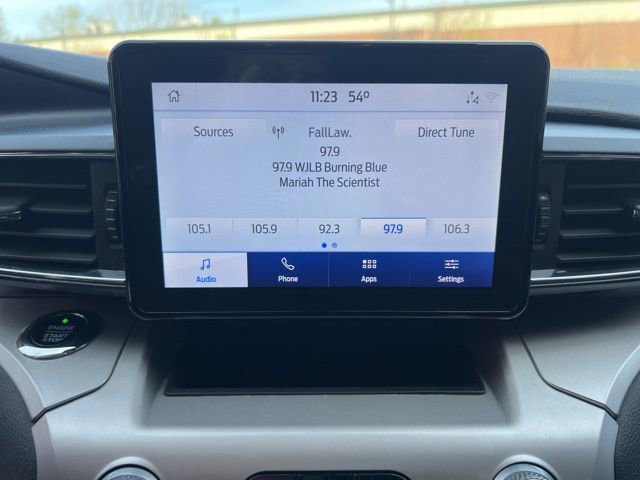 11:23 54°
Sources FallLaw. Direct Tune
97.9
97.9 WJLB Burning Blue
Mariah The Scientist
105.1 105.9 92.3 97.9 106.3
Audio Phone Apps Settings
ENGINE
START
STOP